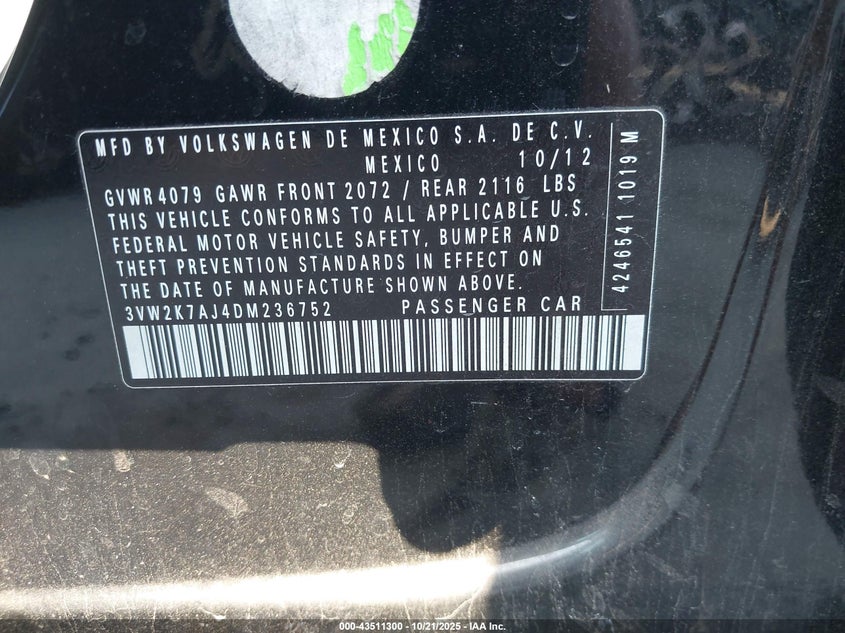 MFD BY VOLKSWAGEN DE MEXICO S.A. DE C.V.
MEXICO 10/12
GVWR 4079 GAWR FRONT 2072 / REAR 2116 LBS
THIS VEHICLE CONFORMS TO ALL APPLICABLE U.S.
FEDERAL MOTOR VEHICLE SAFETY, BUMPER AND
THEFT PREVENTION STANDARDS IN EFFECT ON
THE DATE OF MANUFACTURE SHOWN ABOVE.
3VW2K7AJ4DM236752 PASSENGER CAR
4246541 1019 M
000-43511300 - 10/21/2025 - IAA Inc.